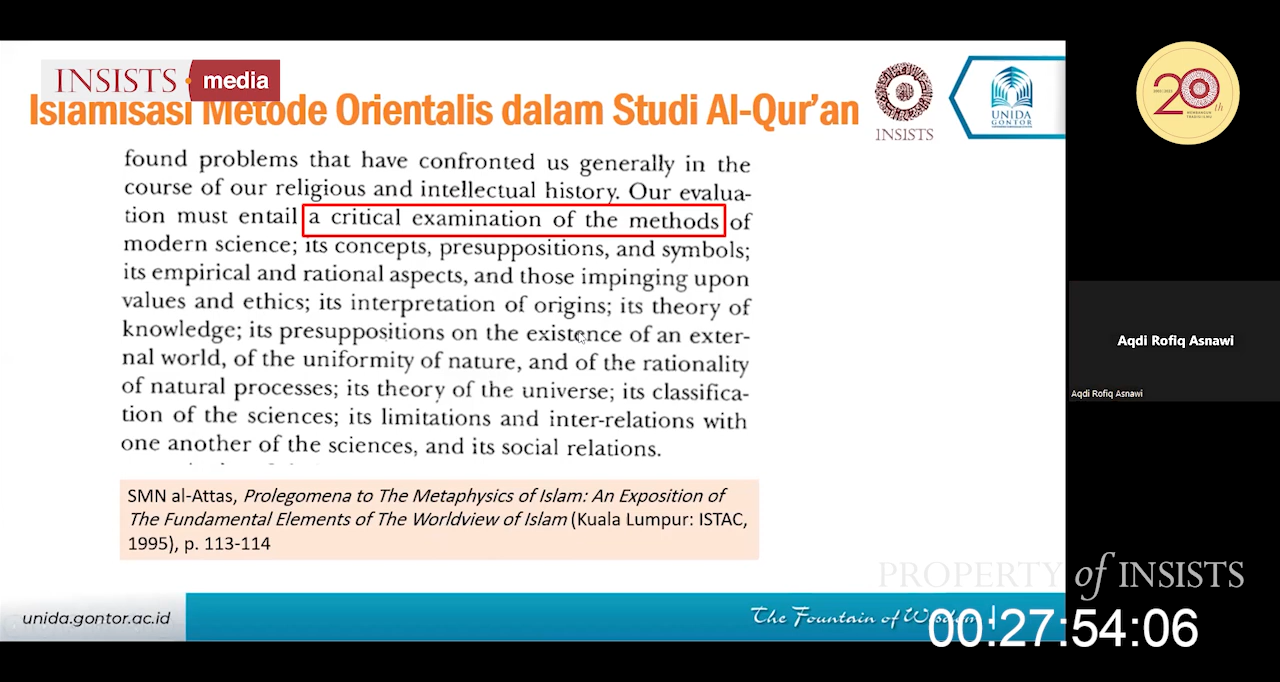 INSISTS media
Islamisasi Metode Orientalis dalam Studi Al-Qur'an
INSISTS
UNIDA
GONTOR
20th
found problems that have confronted us generally in the
course of our religious and intellectual history. Our evalua-
tion must entail a critical examination of the methods of
modern science; its concepts, presuppositions, and symbols;
its empirical and rational aspects, and those impinging upon
values and ethics; its interpretation of origins; its theory of
knowledge; its presuppositions on the existence of an exter-
nal world, of the uniformity of nature, and of the rationality
of natural processes; its theory of the universe; its classifica-
tion of the sciences; its limitations and inter-relations with
one another of the sciences, and its social relations.
SMN al-Attas, Prolegomena to The Metaphysics of Islam: An Exposition of
The Fundamental Elements of The Worldview of Islam (Kuala Lumpur: ISTAC,
1995), p. 113-114
Aqdi Rofiq Asnawi
Aqdi Rofiq Asnawi
PROPERTY of INSISTS
unida.gontor.ac.id
The Fountain of Wisdom
00:27:54:06